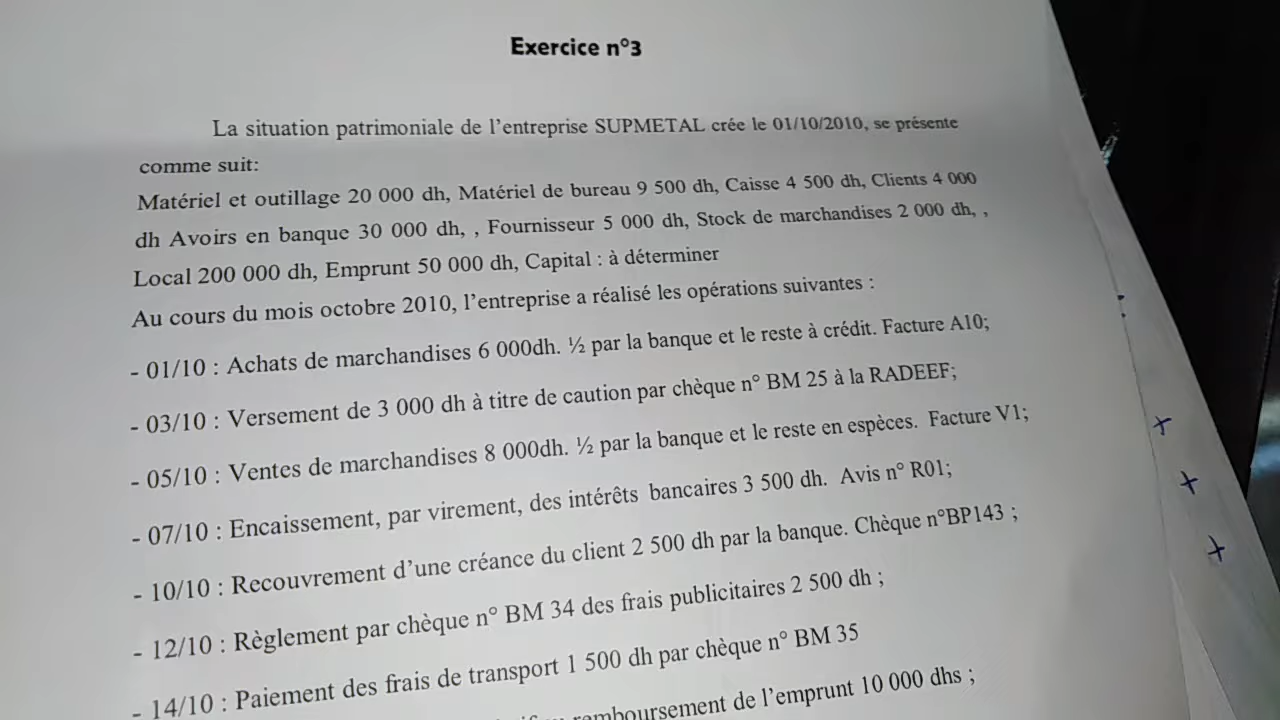 Exercice n°3
La situation patrimoniale de l'entreprise SUPMETAL crée le 01/10/2010, se présente
comme suit:
Matériel et outillage 20 000 dh, Matériel de bureau 9 500 dh, Caisse 4 500 dh, Clients 4 000
dh Avoirs en banque 30 000 dh, , Fournisseur 5 000 dh, Stock de marchandises 2 000 dh, ,
Local 200 000 dh, Emprunt 50 000 dh, Capital : à déterminer
Au cours du mois octobre 2010, l'entreprise a réalisé les opérations suivantes :
- 01/10 : Achats de marchandises 6 000dh. ½ par la banque et le reste à crédit. Facture A10;
- 03/10 : Versement de 3 000 dh à titre de caution par chèque n° BM 25 à la RADEEF;
- 05/10 : Ventes de marchandises 8 000dh. ½ par la banque et le reste en espèces. Facture V1;
- 07/10 : Encaissement, par virement, des intérêts bancaires 3 500 dh. Avis n° R01;
- 10/10 : Recouvrement d'une créance du client 2 500 dh par la banque. Chèque n°BP143 ;
- 12/10 : Règlement par chèque n° BM 34 des frais publicitaires 2 500 dh ;
- 14/10 : Paiement des frais de transport 1 500 dh par chèque n° BM 35
remboursement de l'emprunt 10 000 dhs ;